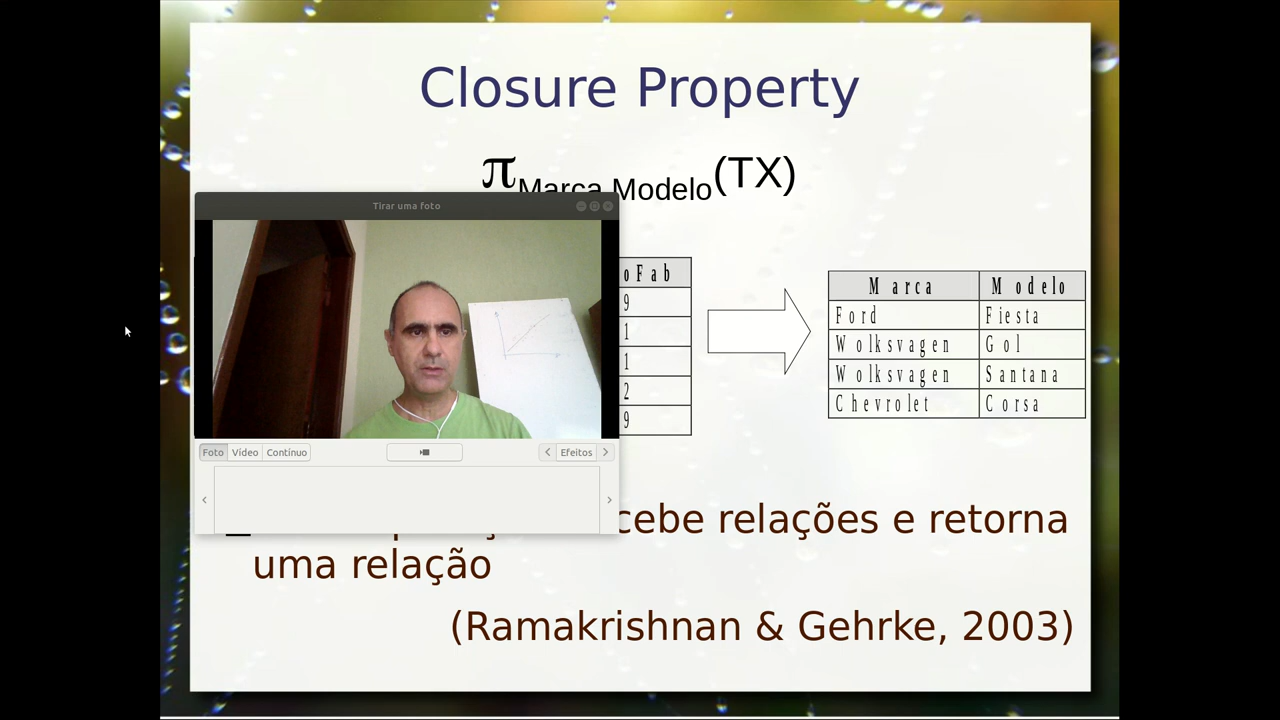 Closure Property
π Marca Modelo (TX)
Tirar uma foto
oFab
9
1
1
2
9
Marca Modelo
Ford Fiesta
Wolksvagen Gol
Wolksvagen Santana
Chevrolet Corsa
Foto Vídeo Contínuo Efeitos
cebe relações e retorna
uma relação
(Ramakrishnan & Gehrke, 2003)